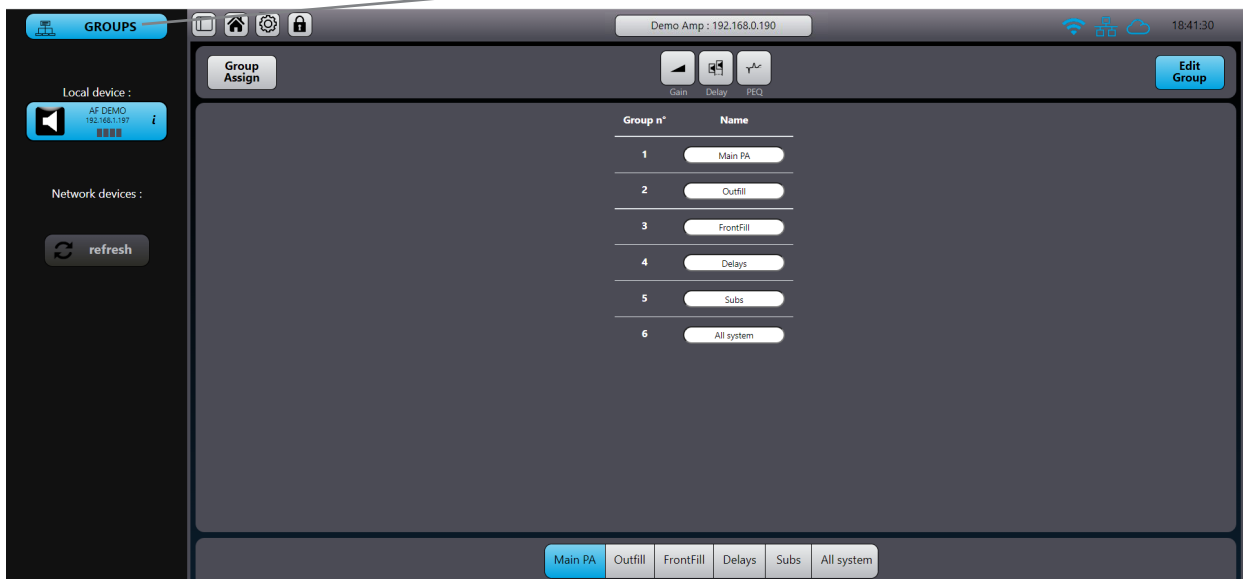 GROUPS
Demo Amp : 192.168.0.190
18:41:30
Local device :
AF DEMO
192.168.1.197
i
Network devices :
refresh
Group
Assign
Gain Delay PEQ
Edit
Group
Group n° Name
1 Main PA
2 Outfill
3 FrontFill
4 Delays
5 Subs
6 All system
Main PA Outfill FrontFill Delays Subs All system